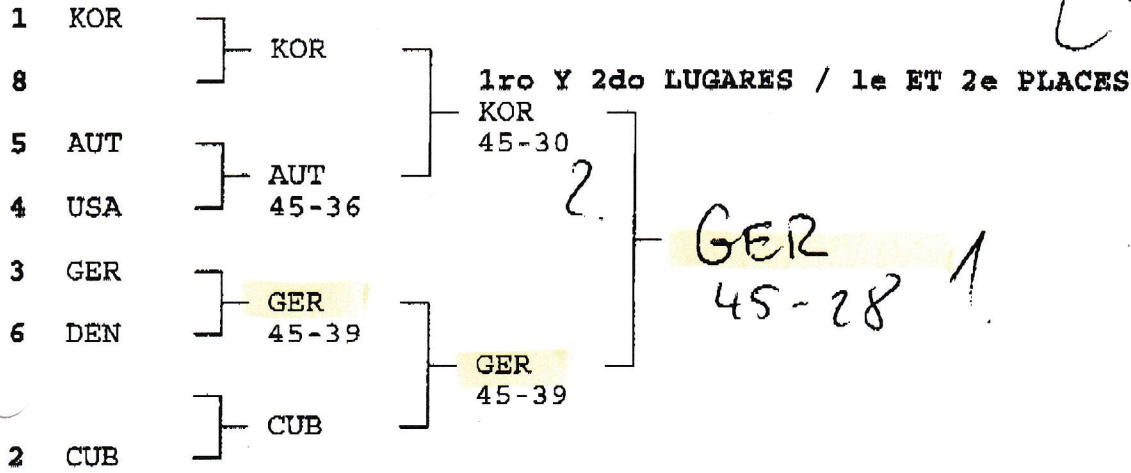 1 KOR
KOR
8
1ro Y 2do LUGARES / 1e ET 2e PLACES
KOR
45-30
5 AUT
AUT
45-36
4 USA
2.
GER
45-28
1.
3 GER
GER
45-39
6 DEN
GER
45-39
CUB
2 CUB